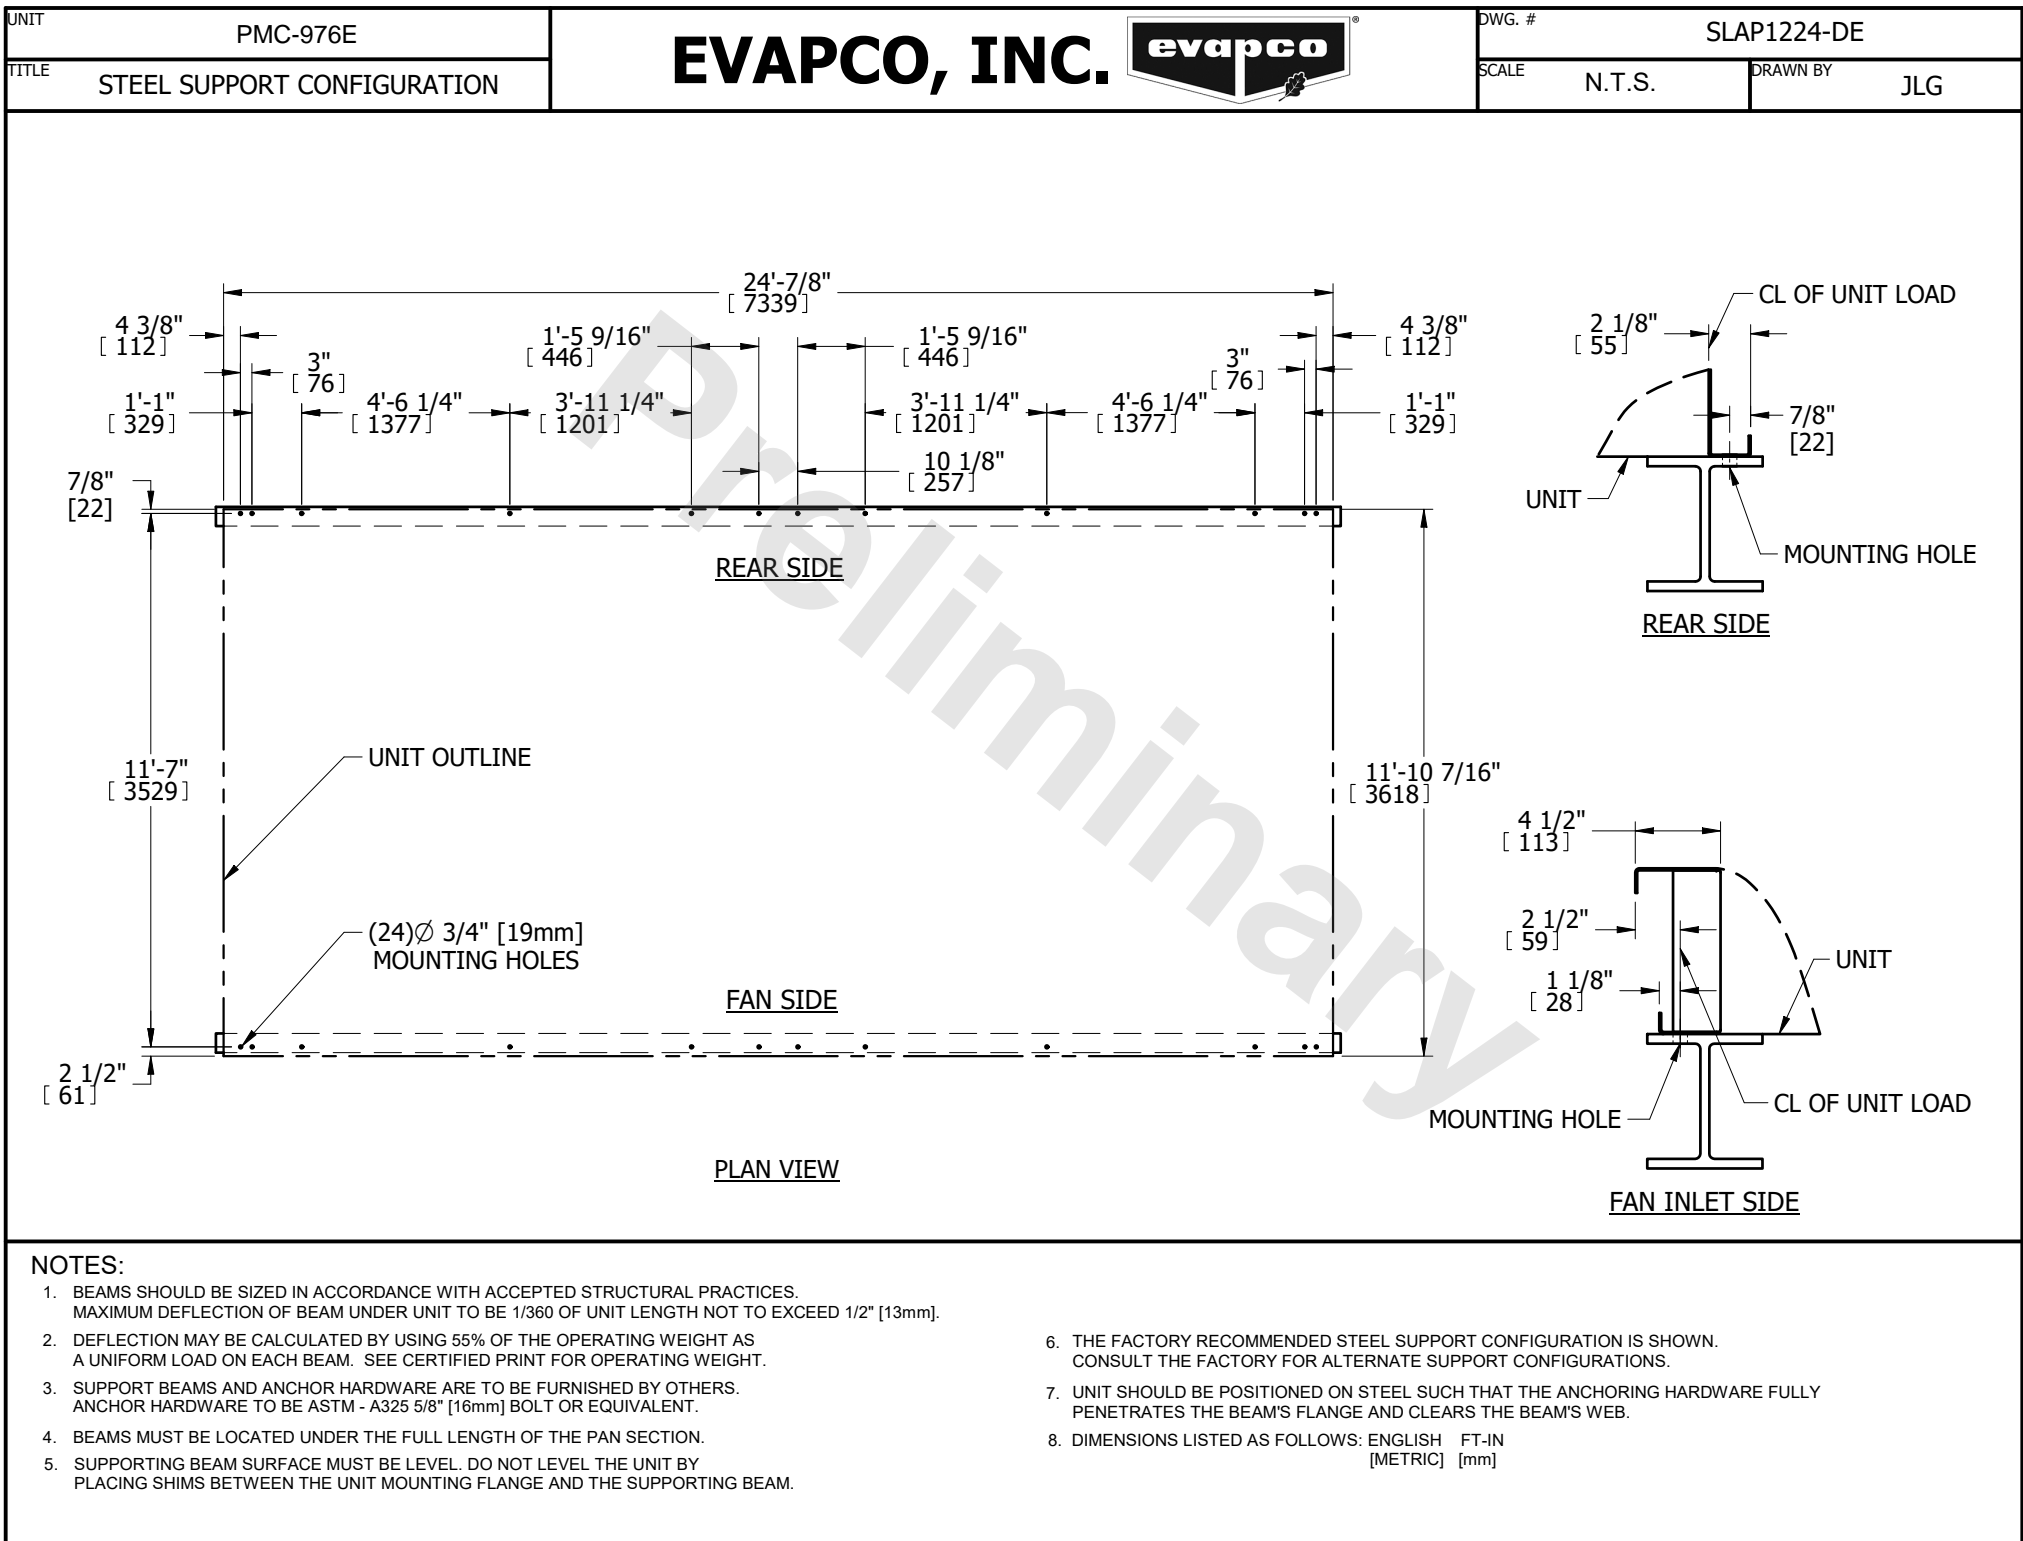 UNIT
PMC-976E
TITLE
STEEL SUPPORT CONFIGURATION
EVAPCO, INC.
evapco
®
DWG. #
SLAP1224-DE
SCALE
N.T.S.
DRAWN BY
JLG
24'-7/8"
[ 7339]
4 3/8"
[ 112]
3"
[ 76]
1'-5 9/16"
[ 446]
1'-5 9/16"
[ 446]
4 3/8"
[ 112]
3"
[ 76]
1'-1"
[ 329]
4'-6 1/4"
[ 1377]
3'-11 1/4"
[ 1201]
3'-11 1/4"
[ 1201]
4'-6 1/4"
[ 1377]
1'-1"
[ 329]
10 1/8"
[ 257]
7/8"
[22]
REAR SIDE
UNIT OUTLINE
11'-7"
[ 3529]
11'-10 7/16"
[ 3618]
(24)Ø 3/4" [19mm]
MOUNTING HOLES
FAN SIDE
2 1/2"
[ 61]
PLAN VIEW
Preliminary
CL OF UNIT LOAD
2 1/8"
[ 55]
7/8"
[22]
UNIT
MOUNTING HOLE
REAR SIDE
4 1/2"
[ 113]
2 1/2"
[ 59]
1 1/8"
[ 28]
UNIT
CL OF UNIT LOAD
MOUNTING HOLE
FAN INLET SIDE
NOTES:
1. BEAMS SHOULD BE SIZED IN ACCORDANCE WITH ACCEPTED STRUCTURAL PRACTICES.
MAXIMUM DEFLECTION OF BEAM UNDER UNIT TO BE 1/360 OF UNIT LENGTH NOT TO EXCEED 1/2" [13mm].
2. DEFLECTION MAY BE CALCULATED BY USING 55% OF THE OPERATING WEIGHT AS
A UNIFORM LOAD ON EACH BEAM. SEE CERTIFIED PRINT FOR OPERATING WEIGHT.
3. SUPPORT BEAMS AND ANCHOR HARDWARE ARE TO BE FURNISHED BY OTHERS.
ANCHOR HARDWARE TO BE ASTM - A325 5/8" [16mm] BOLT OR EQUIVALENT.
4. BEAMS MUST BE LOCATED UNDER THE FULL LENGTH OF THE PAN SECTION.
5. SUPPORTING BEAM SURFACE MUST BE LEVEL. DO NOT LEVEL THE UNIT BY
PLACING SHIMS BETWEEN THE UNIT MOUNTING FLANGE AND THE SUPPORTING BEAM.
6. THE FACTORY RECOMMENDED STEEL SUPPORT CONFIGURATION IS SHOWN.
CONSULT THE FACTORY FOR ALTERNATE SUPPORT CONFIGURATIONS.
7. UNIT SHOULD BE POSITIONED ON STEEL SUCH THAT THE ANCHORING HARDWARE FULLY
PENETRATES THE BEAM'S FLANGE AND CLEARS THE BEAM'S WEB.
8. DIMENSIONS LISTED AS FOLLOWS: ENGLISH FT-IN
[METRIC] [mm]